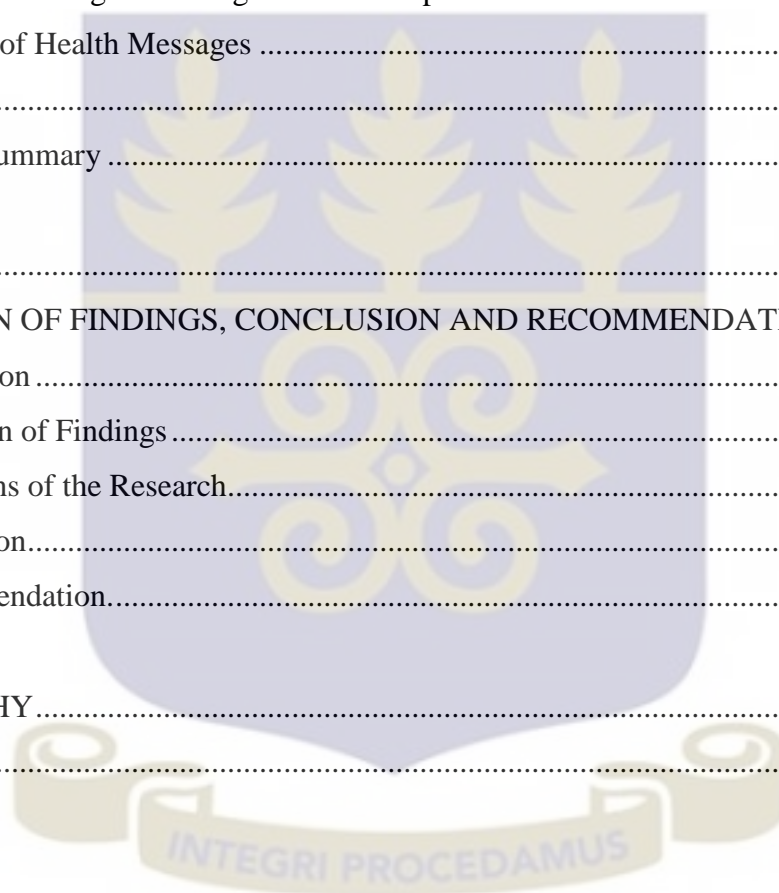 of Health Messages ........................................................................
................................................................................................
ummary ........................................................................................
................................................................................................
N OF FINDINGS, CONCLUSION AND RECOMMENDATI
on ................................................................................................
n of Findings ................................................................................
ns of the Research........................................................................
on................................................................................................
endation........................................................................................
HY ................................................................................................
................................................................................................
INTEGRI PROCEDAMUS